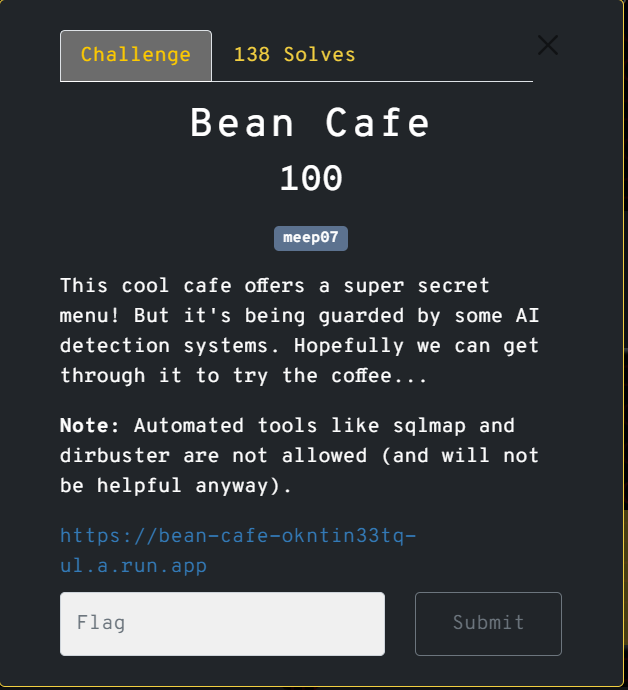 Challenge 138 Solves
Bean Cafe
100
meep07
This cool cafe offers a super secret
menu! But it's being guarded by some AI
detection systems. Hopefully we can get
through it to try the coffee...
Note: Automated tools like sqlmap and
dirbuster are not allowed (and will not
be helpful anyway).
https://bean-cafe-okntin33tq-
ul.a.run.app
Flag Submit